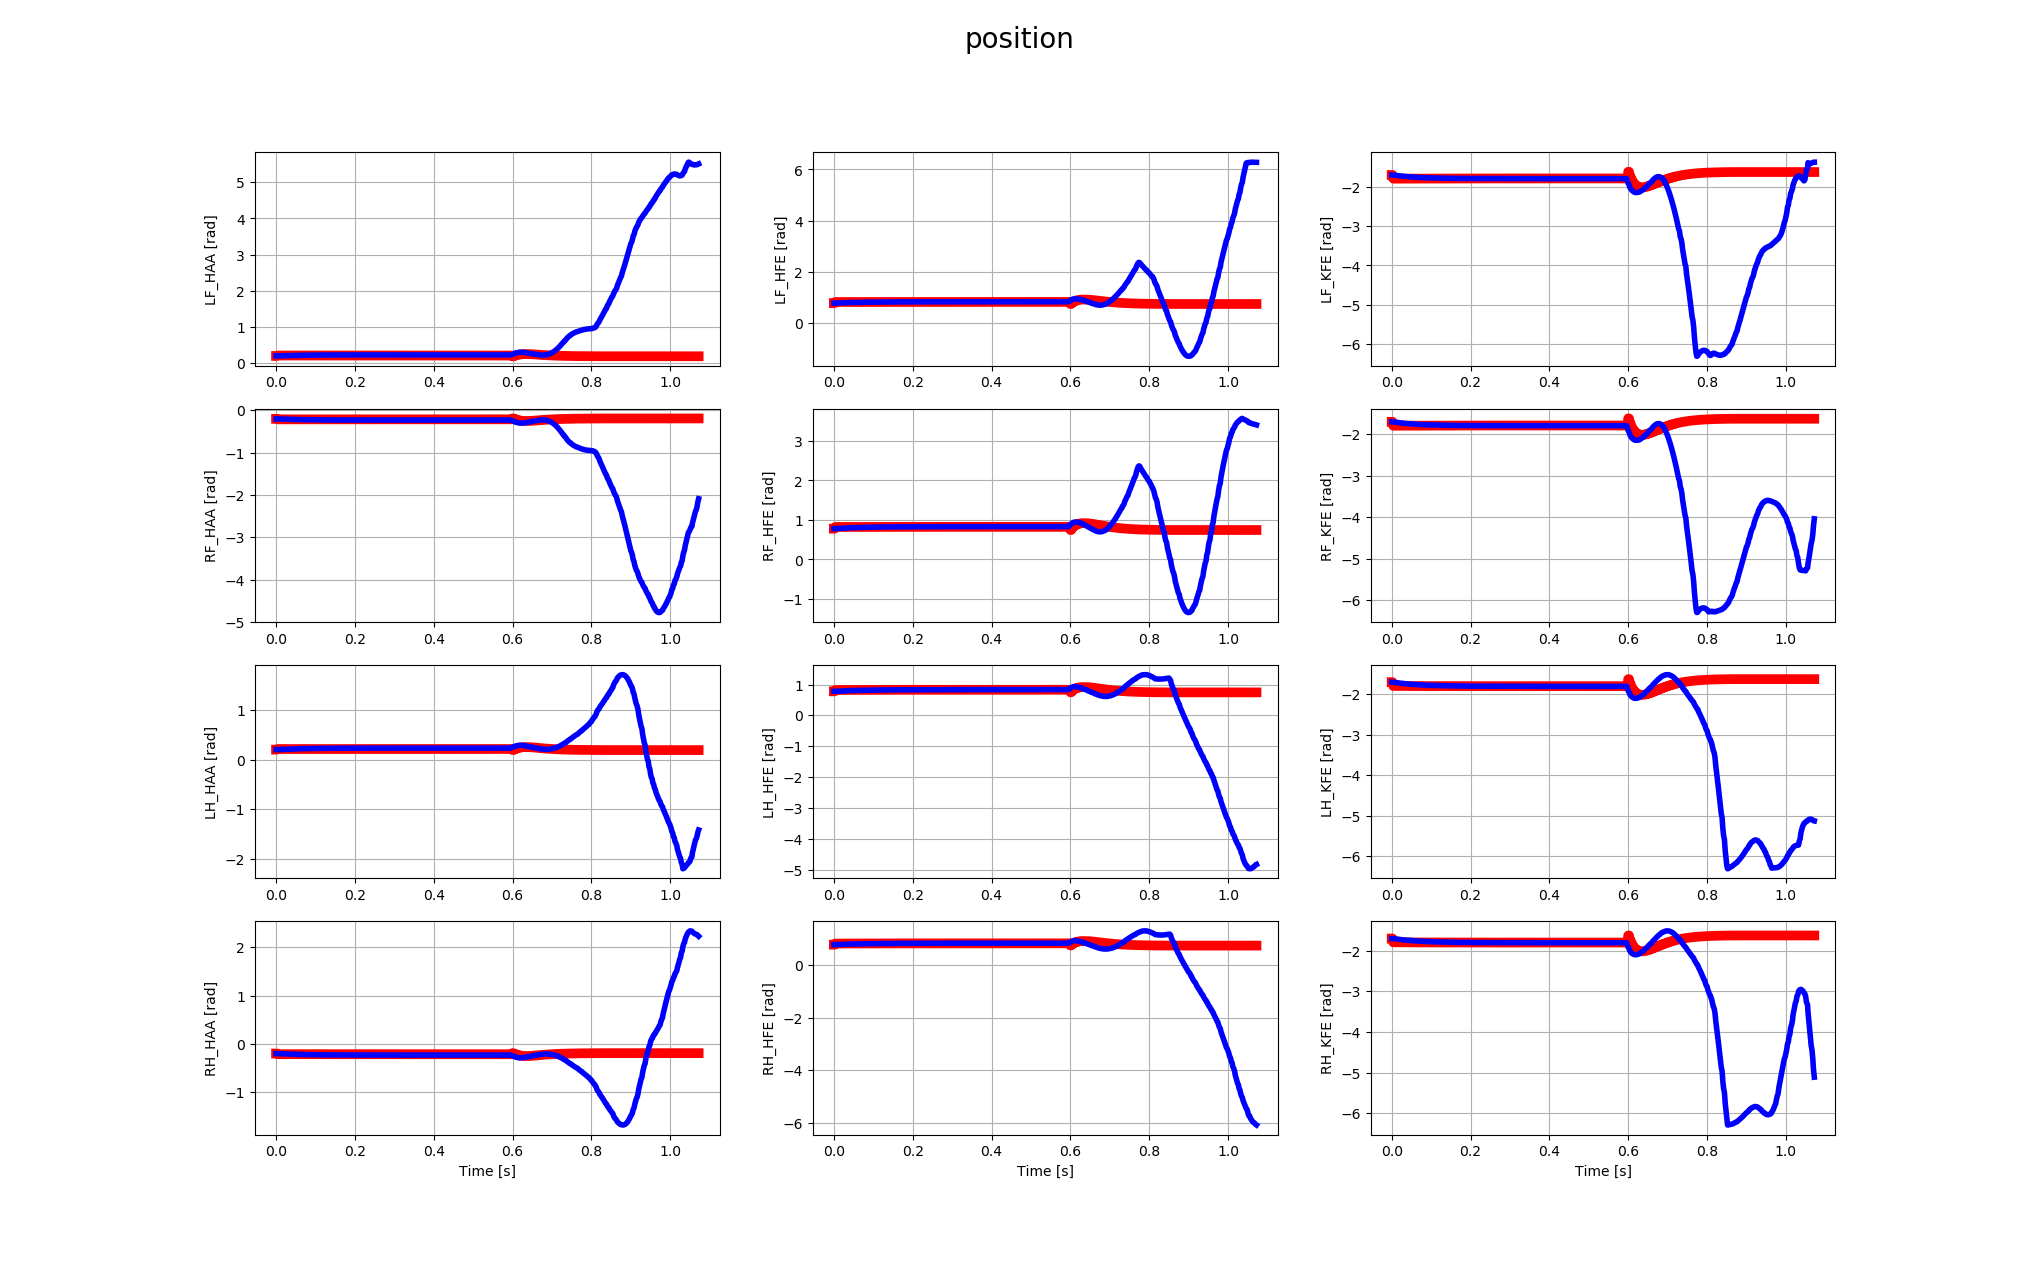 position
LF_HAA [rad]
5
4
3
2
1
0
0.0 0.2 0.4 0.6 0.8 1.0
LF_HFE [rad]
6
4
2
0
0.0 0.2 0.4 0.6 0.8 1.0
LF_KFE [rad]
−2
−3
−4
−5
−6
0.0 0.2 0.4 0.6 0.8 1.0
RF_HAA [rad]
0
−1
−2
−3
−4
−5
0.0 0.2 0.4 0.6 0.8 1.0
RF_HFE [rad]
3
2
1
0
−1
0.0 0.2 0.4 0.6 0.8 1.0
RF_KFE [rad]
−2
−3
−4
−5
−6
0.0 0.2 0.4 0.6 0.8 1.0
LH_HAA [rad]
1
0
−1
−2
0.0 0.2 0.4 0.6 0.8 1.0
LH_HFE [rad]
1
0
−1
−2
−3
−4
−5
0.0 0.2 0.4 0.6 0.8 1.0
LH_KFE [rad]
−2
−3
−4
−5
−6
0.0 0.2 0.4 0.6 0.8 1.0
RH_HAA [rad]
2
1
0
−1
0.0 0.2 0.4 0.6 0.8 1.0
Time [s]
RH_HFE [rad]
0
−2
−4
−6
0.0 0.2 0.4 0.6 0.8 1.0
Time [s]
RH_KFE [rad]
−2
−3
−4
−5
−6
0.0 0.2 0.4 0.6 0.8 1.0
Time [s]